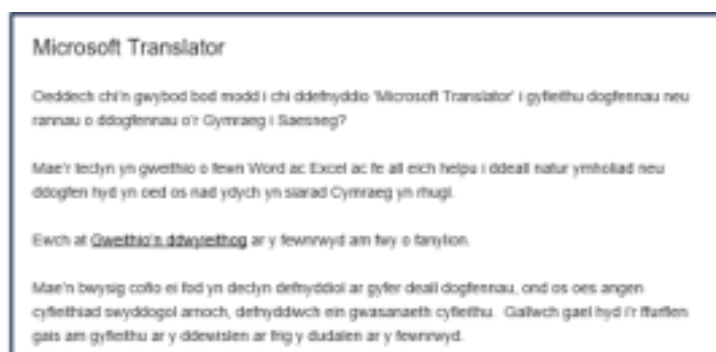 Microsoft Translator
Oeddech chi'n gwybod bod modd i chi ddefnyddio 'Microsoft Translator' i gyfieithu dogfennau neu
rannau o ddogfennau o'r Gymraeg i Saesneg?
Mae'r teclyn yn gweithio o fewn Word ac Excel ac fe all eich helpu i ddeall natur ymholiad neu
ddogfen hyd yn oed os nad ydych yn siarad Cymraeg yn rhugl.
Ewch at Gweithio'n ddwyieithog ar y fewnrwyd am fwy o fanylion.
Mae'n bwysig cofio ei fod yn declyn defnyddiol ar gyfer deall dogfennau, ond os oes angen
cyfieithiad swyddogol arnoch, defnyddiwch ein gwasanaeth cyfieithu.  Gallwch gael hyd i'r ffurflen
gais am gyfieithu ar y ddewislen ar frig y dudalen ar y fewnrwyd.